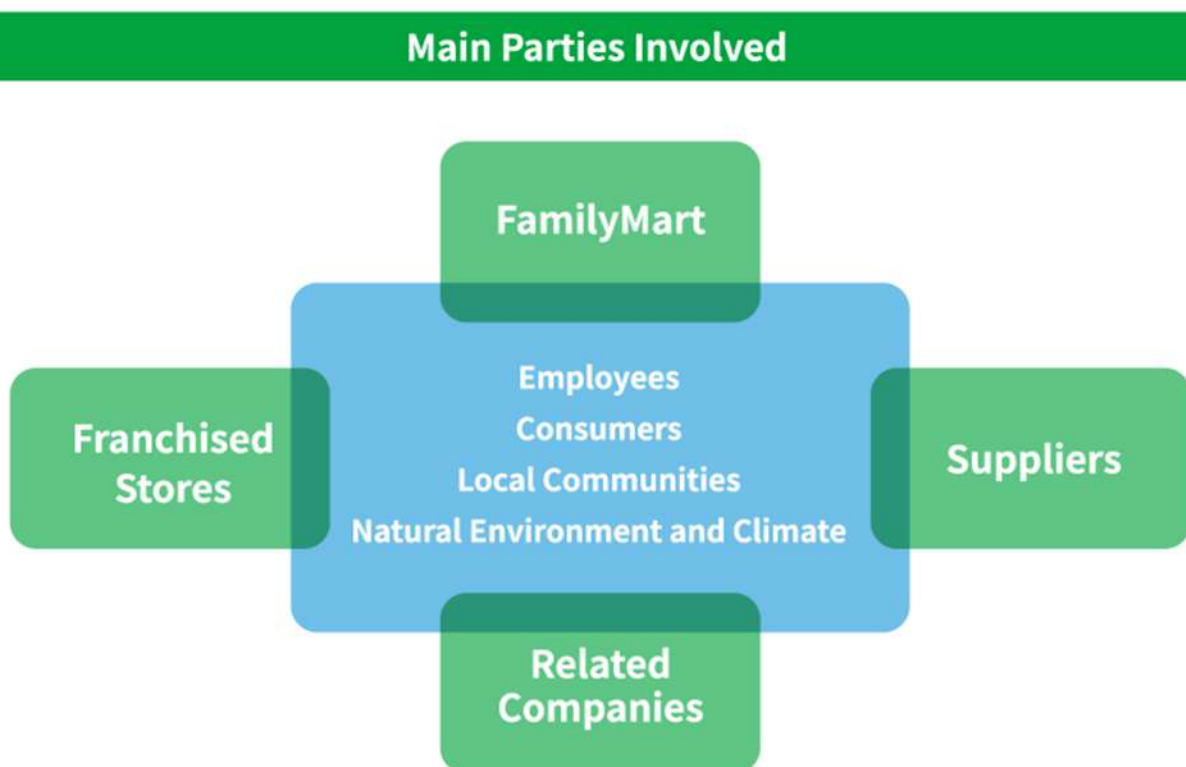 Main Parties Involved
FamilyMart
Franchised
Stores
Employees
Consumers
Local Communities
Natural Environment and Climate
Suppliers
Related
Companies